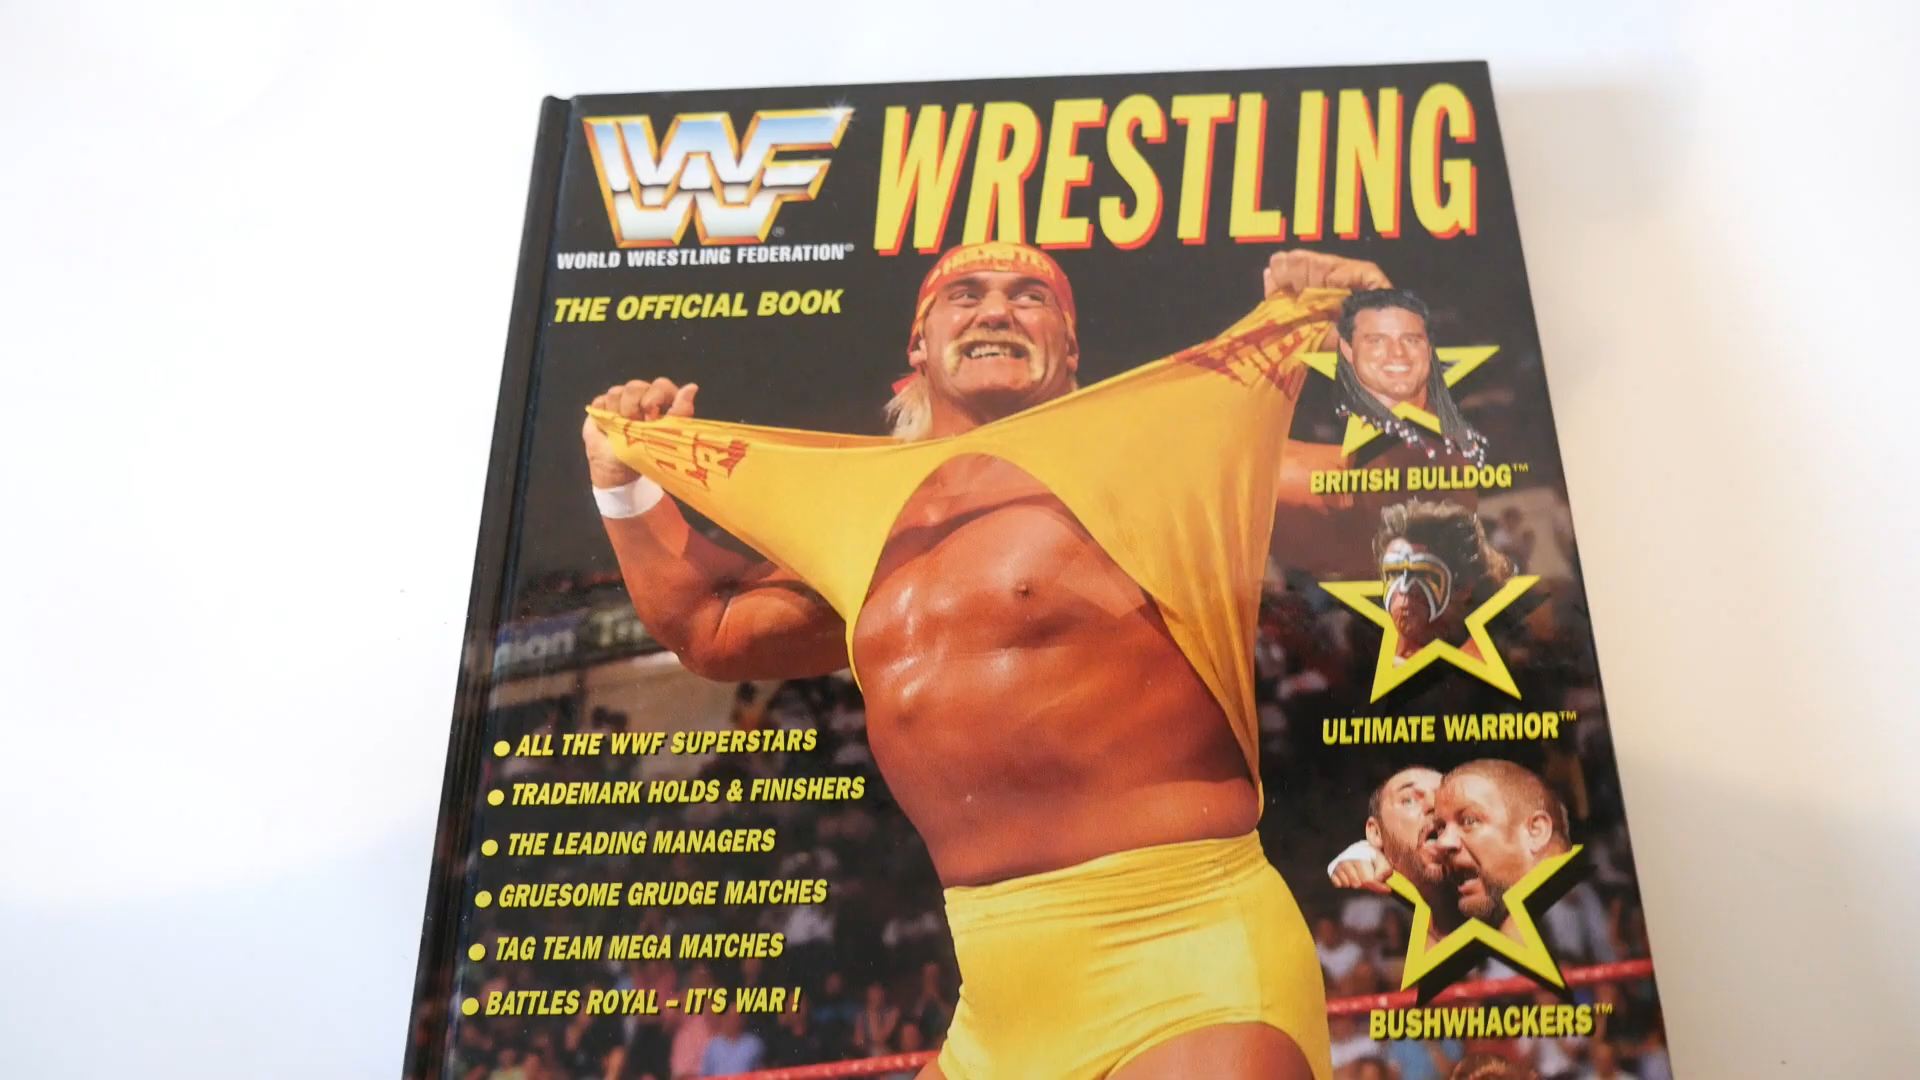 WF
WRESTLING
WORLD WRESTLING FEDERATION®
THE OFFICIAL BOOK
BRITISH BULLDOG™
ULTIMATE WARRIOR™
BUSHWHACKERS™
● ALL THE WWF SUPERSTARS
● TRADEMARK HOLDS & FINISHERS
● THE LEADING MANAGERS
● GRUESOME GRUDGE MATCHES
● TAG TEAM MEGA MATCHES
● BATTLES ROYAL – IT'S WAR !